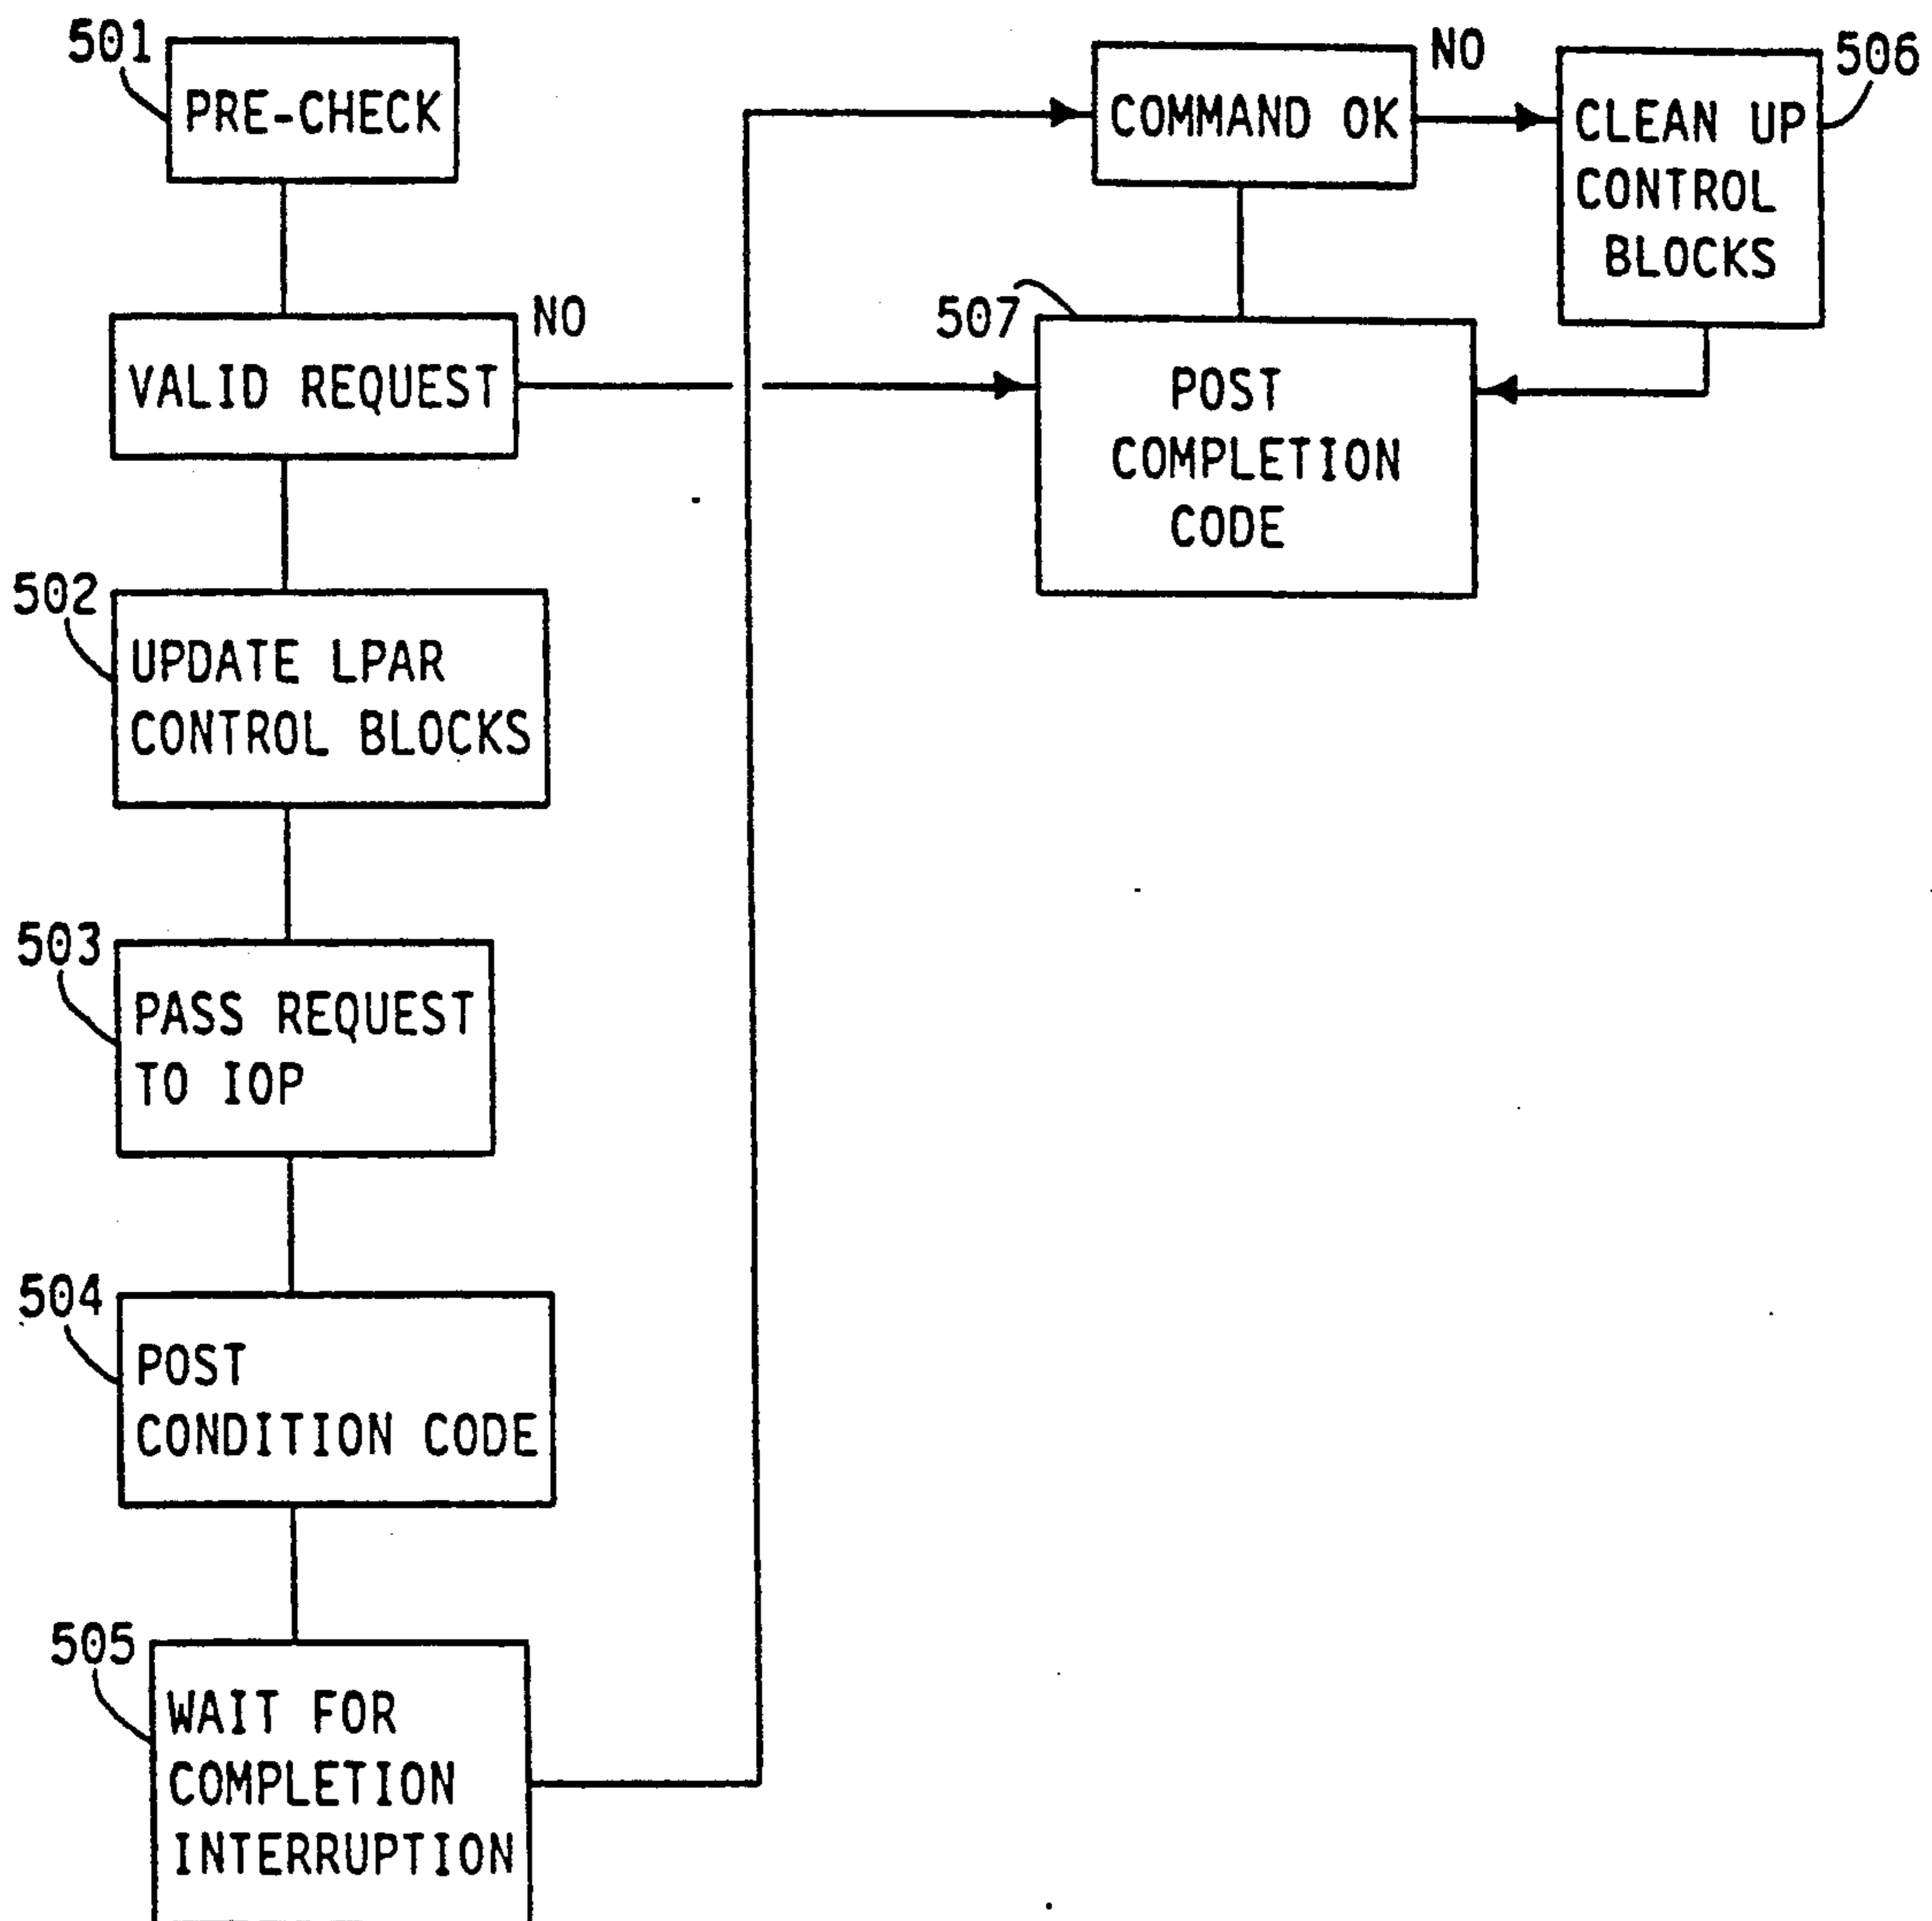 501
PRE-CHECK
NO
VALID REQUEST
502
UPDATE LPAR
CONTROL BLOCKS
503
PASS REQUEST
TO IOP
504
POST
CONDITION CODE
505
WAIT FOR
COMPLETION
INTERRUPTION
COMMAND OK
NO
506
CLEAN UP
CONTROL
BLOCKS
507
POST
COMPLETION
CODE